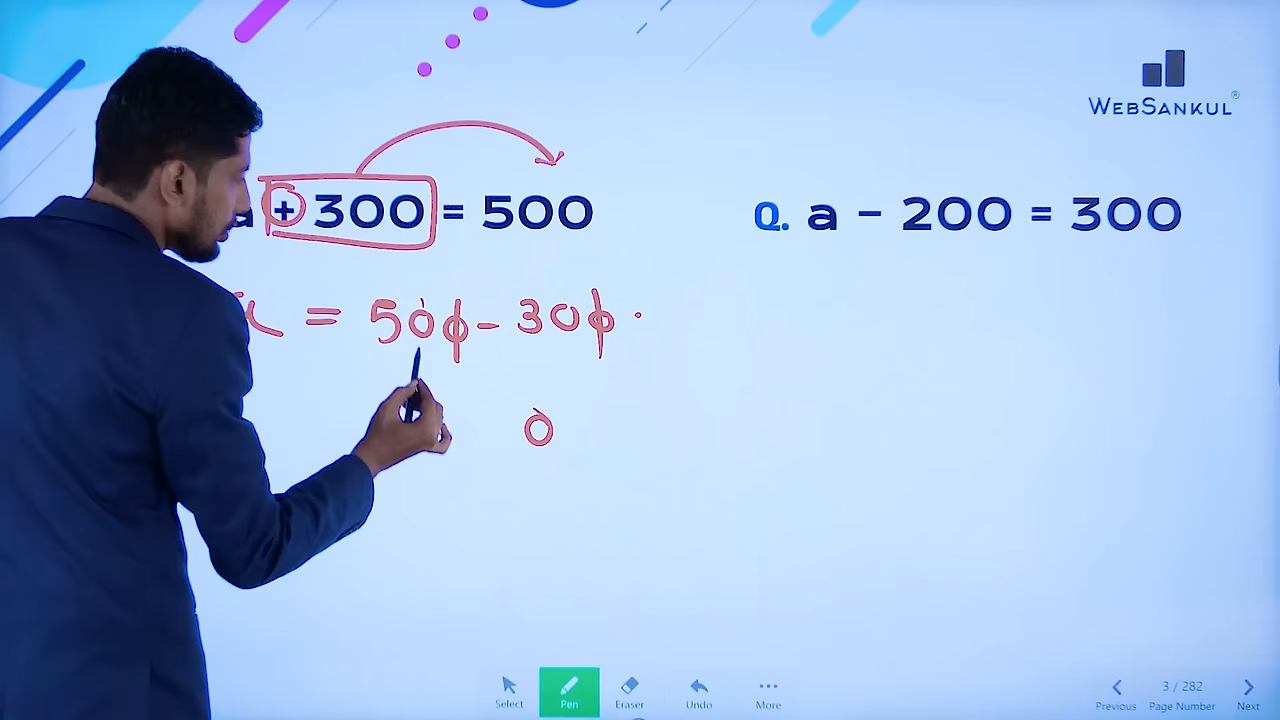 WEBSANKUL®
a + 300 = 500
Q. a - 200 = 300
a = 500 - 300 .
0
Select
Pen
Eraser
Undo
More
Previous
3 / 282
Page Number
Next